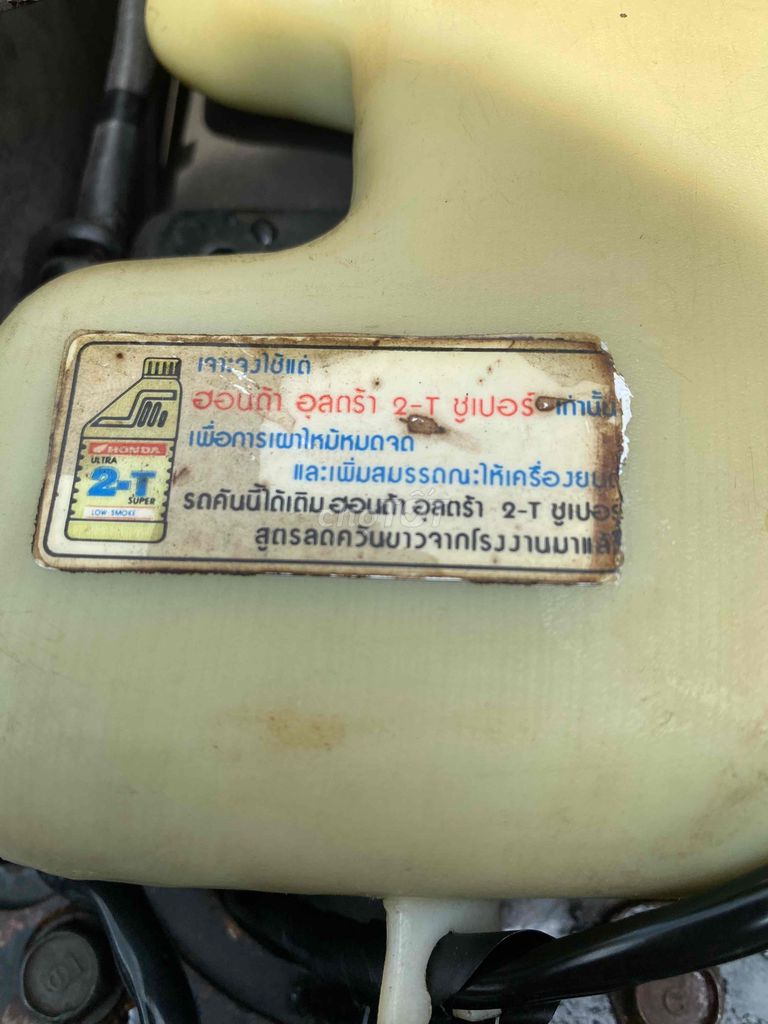 เจาะจงใช้แต่
ฮอนด้า อุลตร้า 2-T ซุเปอร์ เท่านั้น
เพื่อการเผาไหม้หมดจด
และเพิ่มสมรรถนะให้เครื่องยนต์
รถคันนี้ได้เติมฮอนด้า อุลตร้า 2-T ซุเปอร์
สูตรลดควันขาวจากโรงงานมาแล้ว
HONDA
ULTRA
2-T
SUPER
LOW SMOKE
chợTỐT